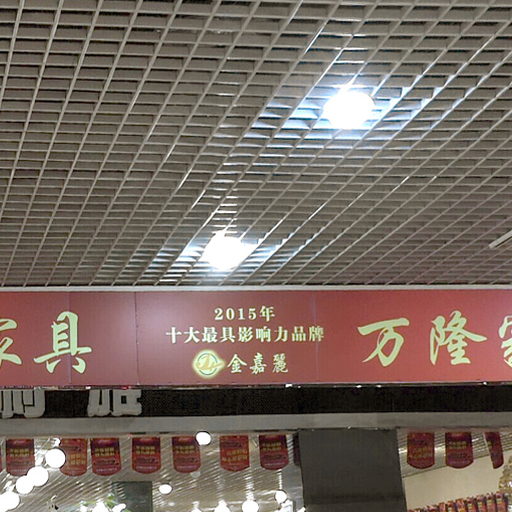 家具
2015年
十大最具影响力品牌
金嘉麗
万隆家